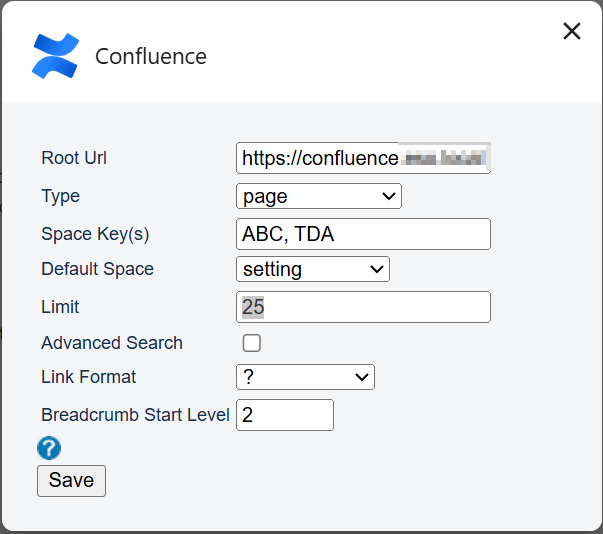 Confluence
Root Url https://confluence
Type page
Space Key(s) ABC, TDA
Default Space setting
Limit 25
Advanced Search
Link Format ?
Breadcrumb Start Level 2
?
Save